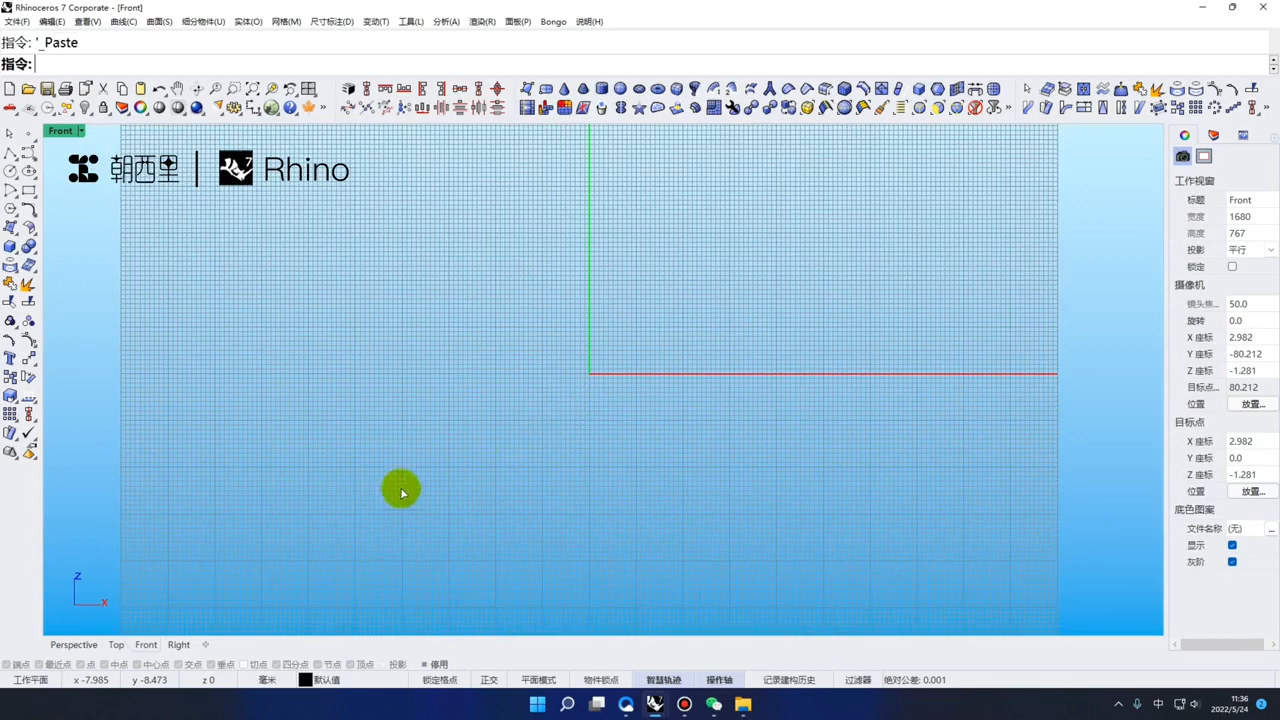 Rhinoceros 7 Corporate - [Front]
文件(F) 编辑(E) 查看(V) 曲线(C) 曲面(S) 细分物件(U) 实体(O) 网格(M) 尺寸标注(D) 变动(T) 工具(L) 分析(A) 渲染(R) 面板(P) Bongo 说明(H)
指令: '_Paste
指令:
Front
朝西里 | 7 Rhino
工作视窗
标题 Front
宽度 1680
高度 767
投影 平行
锁定
摄像机
镜头焦... 50.0
旋转 0.0
X 座标 2.982
Y 座标 -80.212
Z 座标 -1.281
目标点... 80.212
位置 放置...
目标点
X 座标 2.982
Y 座标 0.0
Z 座标 -1.281
位置 放置...
底色图案
文件名称 (无) ...
显示
灰阶
z
x
Perspective Top Front Right
端点 最近点 点 中点 中心点 交点 垂点 切点 四分点 节点 顶点 投影 停用
工作平面 x -7.985 y -8.473 z 0 毫米 默认值 锁定格点 正交 平面模式 物件锁点 智慧轨迹 操作轴 记录建构历史 过滤器 绝对公差: 0.001
中 11:36
2022/5/24 2